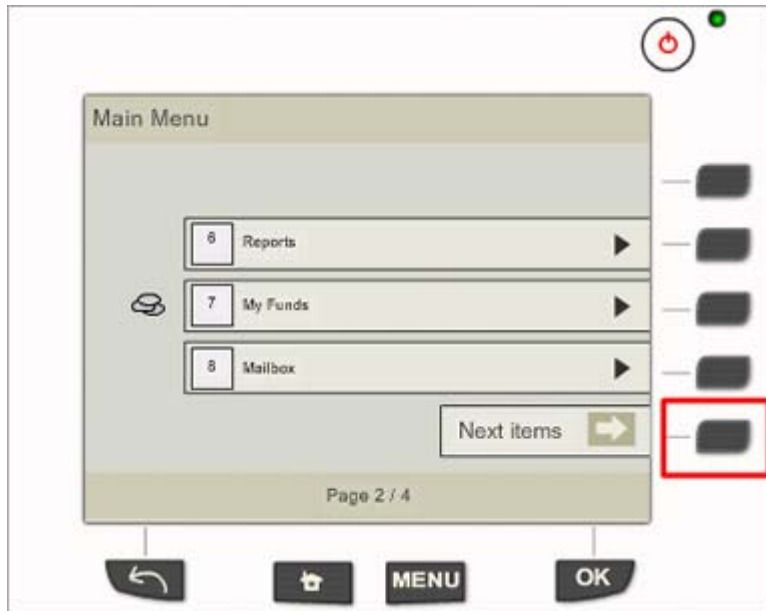 Main Menu
6 Reports
7 My Funds
8 Mailbox
Next items
Page 2 / 4
MENU
OK